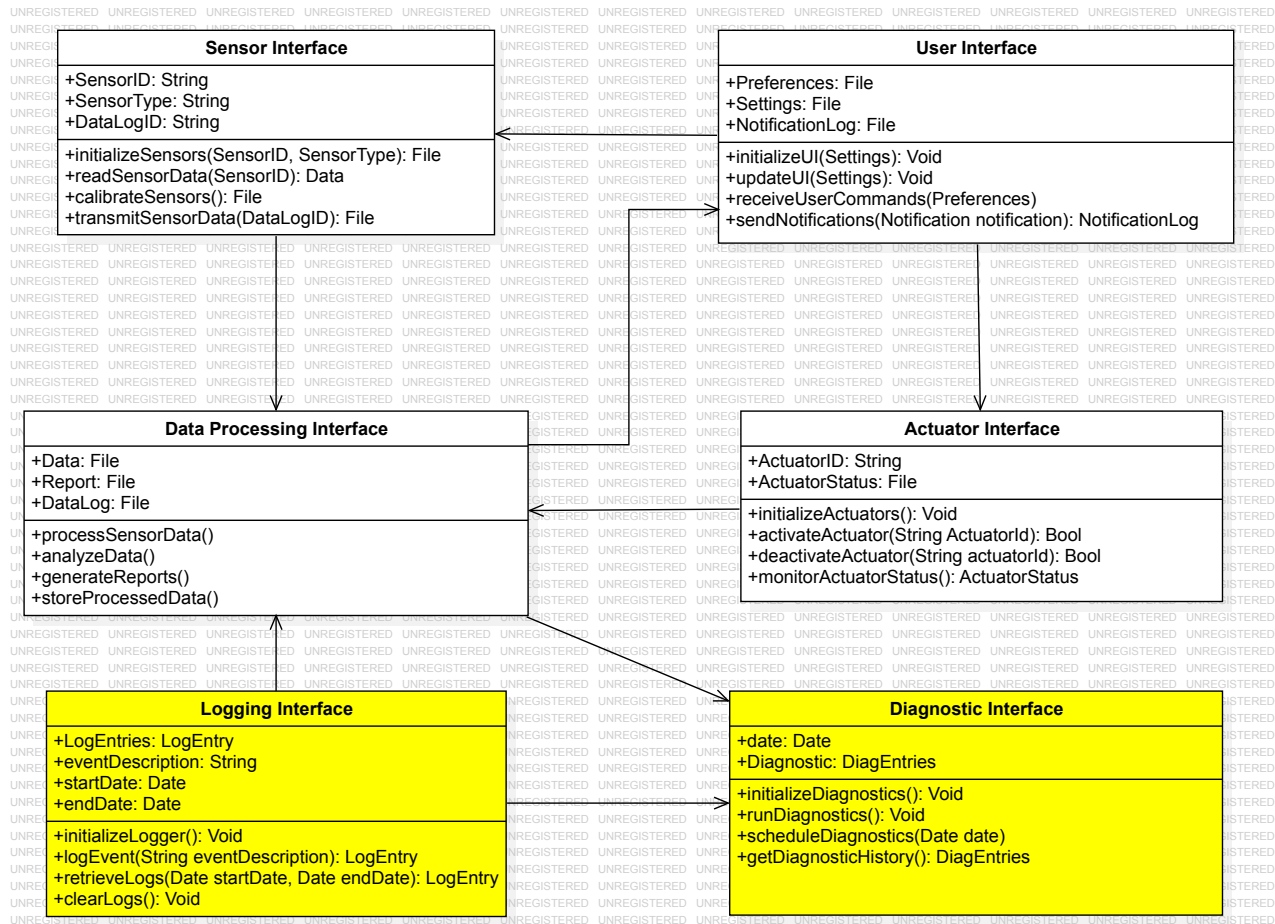 UNREGISTERED
Sensor Interface
+SensorID: String
+SensorType: String
+DataLogID: String
+initializeSensors(SensorID, SensorType): File
+readSensorData(SensorID): Data
+calibrateSensors(): File
+transmitSensorData(DataLogID): File
User Interface
+Preferences: File
+Settings: File
+NotificationLog: File
+initializeUI(Settings): Void
+updateUI(Settings): Void
+receiveUserCommands(Preferences)
+sendNotifications(Notification notification): NotificationLog
Data Processing Interface
+Data: File
+Report: File
+DataLog: File
+processSensorData()
+analyzeData()
+generateReports()
+storeProcessedData()
Actuator Interface
+ActuatorID: String
+ActuatorStatus: File
+initializeActuators(): Void
+activateActuator(String ActuatorId): Bool
+deactivateActuator(String actuatorId): Bool
+monitorActuatorStatus(): ActuatorStatus
Logging Interface
+LogEntries: LogEntry
+eventDescription: String
+startDate: Date
+endDate: Date
+initializeLogger(): Void
+logEvent(String eventDescription): LogEntry
+retrieveLogs(Date startDate, Date endDate): LogEntry
+clearLogs(): Void
Diagnostic Interface
+date: Date
+Diagnostic: DiagEntries
+initializeDiagnostics(): Void
+runDiagnostics(): Void
+scheduleDiagnostics(Date date)
+getDiagnosticHistory(): DiagEntries